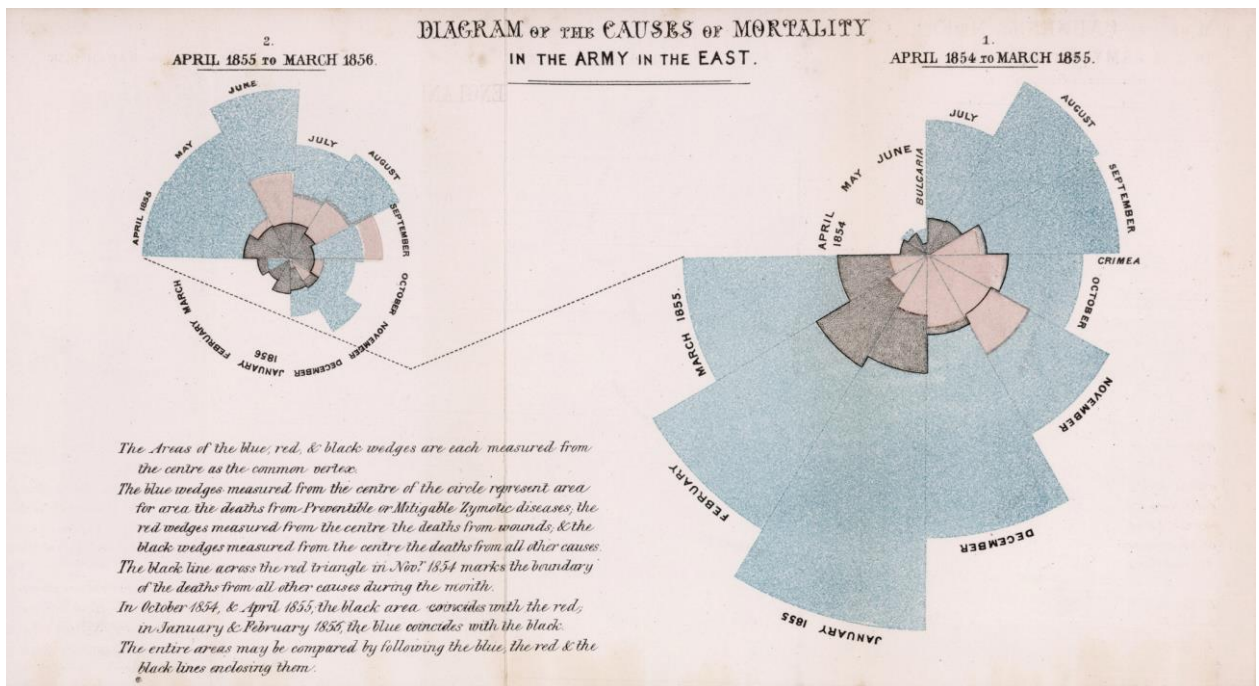 DIAGRAM OF THE CAUSES OF MORTALITY
IN THE ARMY IN THE EAST.
2.
APRIL 1855 TO MARCH 1856.
1.
APRIL 1854 TO MARCH 1855.
APRIL 1855
MAY
JUNE
JULY
AUGUST
SEPTEMBER
OCTOBER
NOVEMBER
DECEMBER
JANUARY
1856
FEBRUARY
MARCH
APRIL
1854
MAY
JUNE
BULGARIA
JULY
AUGUST
SEPTEMBER
CRIMEA
OCTOBER
NOVEMBER
DECEMBER
JANUARY 1855
FEBRUARY
MARCH 1855.
The Areas of the blue, red, & black wedges are each measured from
the centre as the common vertex.
The blue wedges measured from the centre of the circle represent area
for area the deaths from Preventible or Mitigable Zymotic diseases; the
red wedges measured from the centre the deaths from wounds; & the
black wedges measured from the centre the deaths from all other causes.
The black line across the red triangle in Novr. 1854 marks the boundary
of the deaths from all other causes during the month.
In October 1854, & April 1855, the black area coincides with the red;
in January & February 1856, the blue coincides with the black.
The entire areas may be compared by following the blue, the red & the
black lines enclosing them.